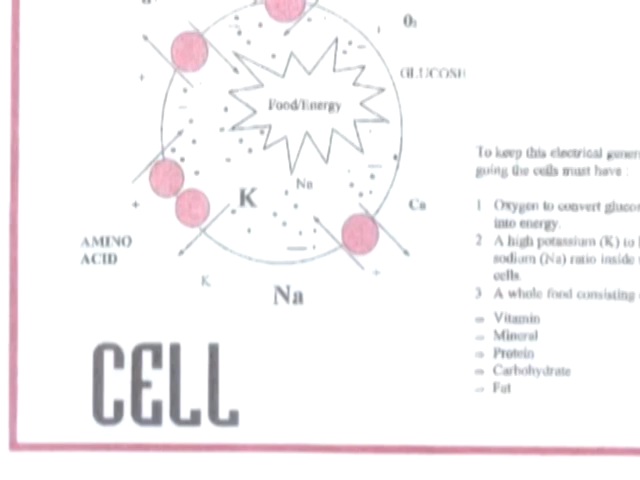 O₂
GLUCOSE
Food/Energy
Na
K
Ca
AMINO
ACID
K
Na
CELL
To keep this electrical
going the cells must have :
1 Oxygen to convert
into energy.
2 A high potassium (K) to
sodium (Na) ratio inside
cells.
3 A whole food consisting
- Vitamin
- Mineral
- Protein
- Carbohydrate
- Fat